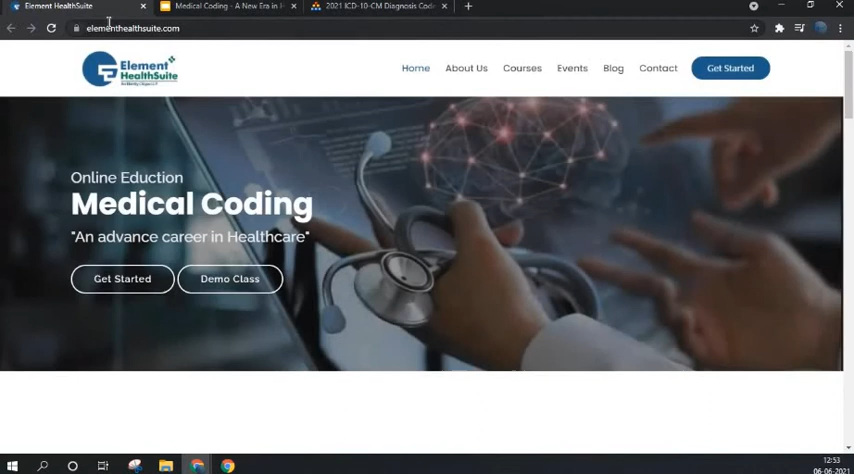 Element HealthSuite
Medical Coding - A New Era in H
2021 ICD-10-CM Diagnosis Code
elementhealthsuite.com
Element
HealthSuite
Home
About Us
Courses
Events
Blog
Contact
Get Started
Online Eduction
Medical Coding
"An advance career in Healthcare"
Get Started
Demo Class
12:53
06-06-2021